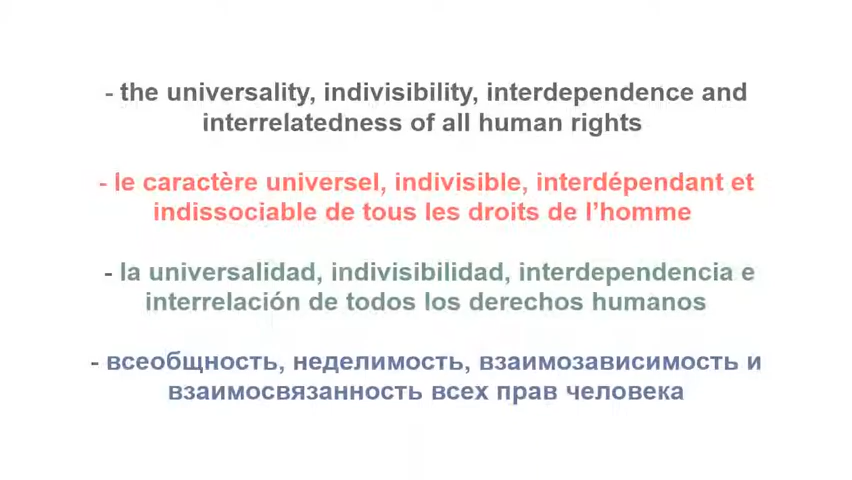 - the universality, indivisibility, interdependence and
interrelatedness of all human rights
- le caractère universel, indivisible, interdépendant et
indissociable de tous les droits de l’homme
- la universalidad, indivisibilidad, interdependencia e
interrelación de todos los derechos humanos
- всеобщность, неделимость, взаимозависимость и
взаимосвязанность всех прав человека